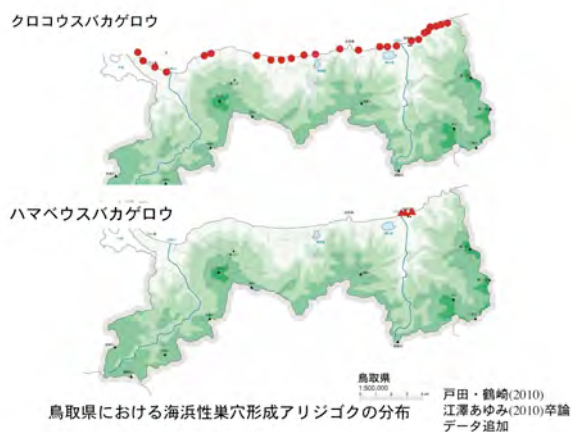 クロコウスバカゲロウ
ハマベウスバカゲロウ
鳥取県
1:500,000
鳥取県における海浜性巣穴形成アリジゴクの分布
戸田・鶴崎(2010)
江澤あゆみ(2010)卒論
データ追加